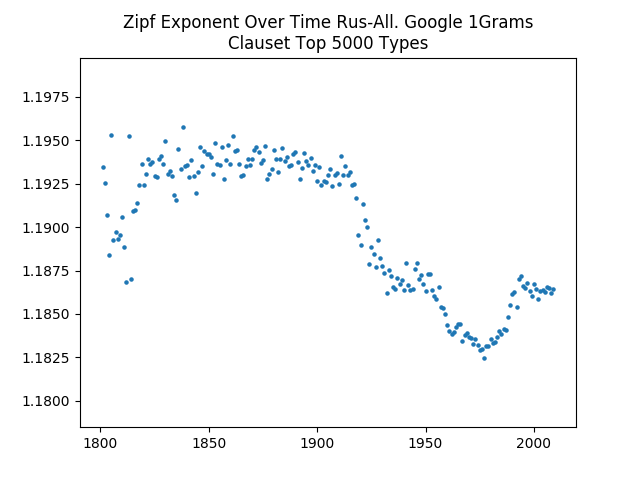 Zipf Exponent Over Time Rus-All. Google 1Grams
Clauset Top 5000 Types
1.1975
1.1950
1.1925
1.1900
1.1875
1.1850
1.1825
1.1800
1800 1850 1900 1950 2000